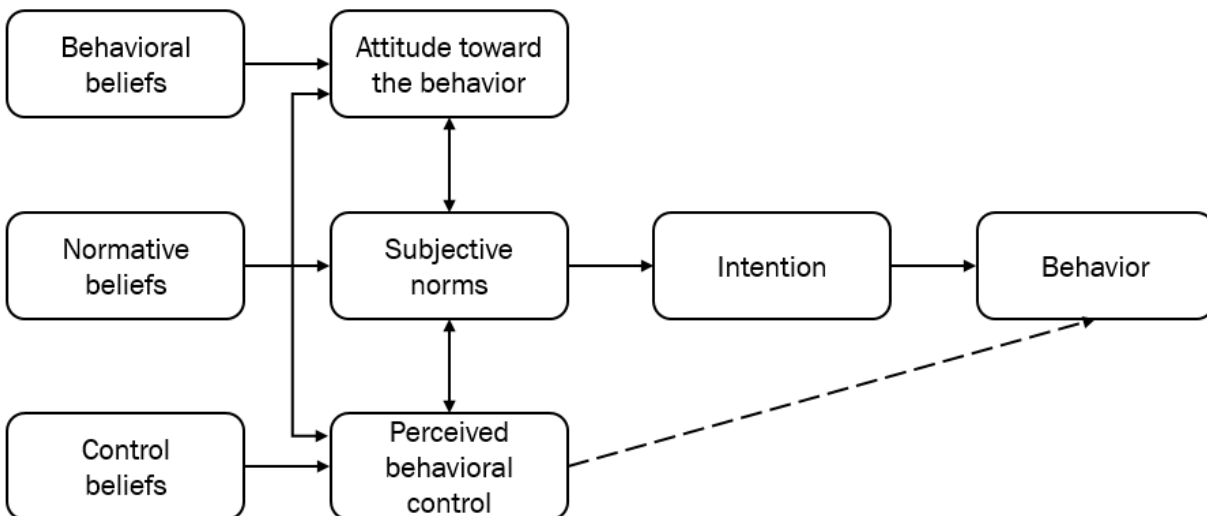 Behavioral
beliefs
Attitude toward
the behavior
Normative
beliefs
Subjective
norms
Intention
Behavior
Control
beliefs
Perceived
behavioral
control